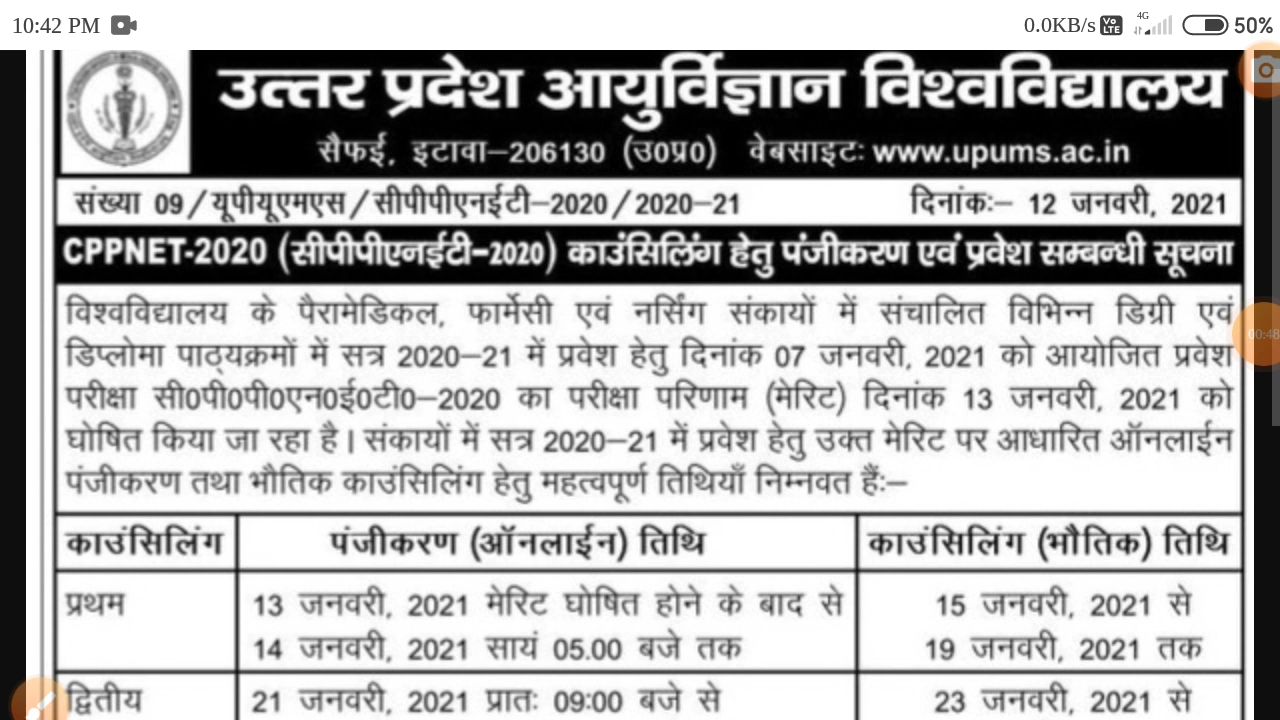 10:42 PM
0.0KB/s Vo LTE 4G 50%
उत्तर प्रदेश आयुर्विज्ञान विश्वविद्यालय
सैफई, इटावा–206130 (उ0प्र0) वेबसाइटः www.upums.ac.in
संख्या 09/यूपीयूएमएस/सीपीपीएनईटी–2020/2020–21 दिनांकः– 12 जनवरी, 2021
CPPNET-2020 (सीपीपीएनईटी–2020) काउंसिलिंग हेतु पंजीकरण एवं प्रवेश सम्बन्धी सूचना
विश्वविद्यालय के पैरामेडिकल, फार्मेसी एवं नर्सिंग संकायों में संचालित विभिन्न डिग्री एवं
डिप्लोमा पाठ्यक्रमों में सत्र 2020–21 में प्रवेश हेतु दिनांक 07 जनवरी, 2021 को आयोजित प्रवेश
परीक्षा सी0पी0पी0एन0ई0टी0–2020 का परीक्षा परिणाम (मेरिट) दिनांक 13 जनवरी, 2021 को
घोषित किया जा रहा है। संकायों में सत्र 2020–21 में प्रवेश हेतु उक्त मेरिट पर आधारित ऑनलाईन
पंजीकरण तथा भौतिक काउंसिलिंग हेतु महत्वपूर्ण तिथियाँ निम्नवत हैंः–
काउंसिलिंग पंजीकरण (ऑनलाईन) तिथि काउंसिलिंग (भौतिक) तिथि
प्रथम 13 जनवरी, 2021 मेरिट घोषित होने के बाद से 15 जनवरी, 2021 से
14 जनवरी, 2021 सायं 05.00 बजे तक 19 जनवरी, 2021 तक
द्वितीय 21 जनवरी, 2021 प्रातः 09:00 बजे से 23 जनवरी, 2021 से
00:48